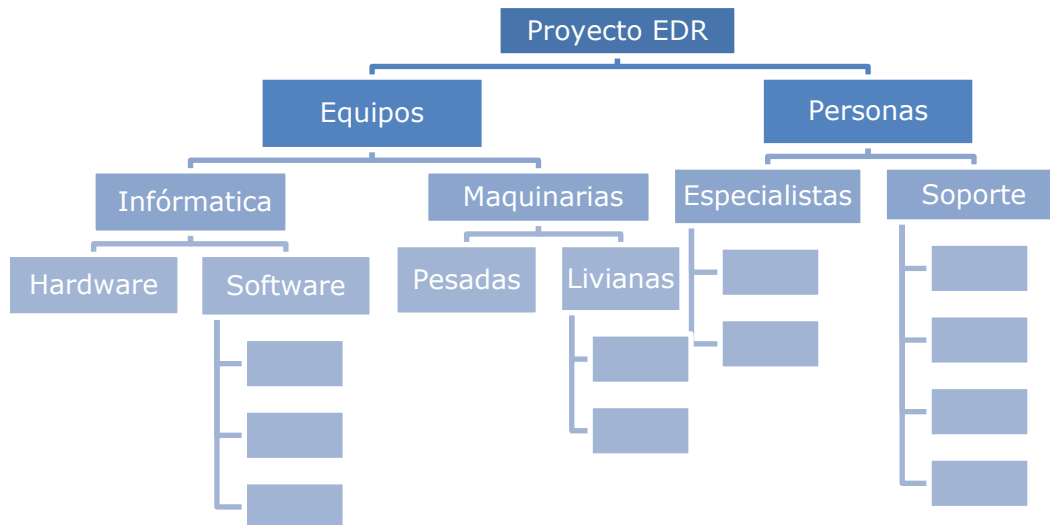 Proyecto EDR
Equipos
Personas
Infórmatica
Maquinarias
Especialistas
Soporte
Hardware
Software
Pesadas
Livianas